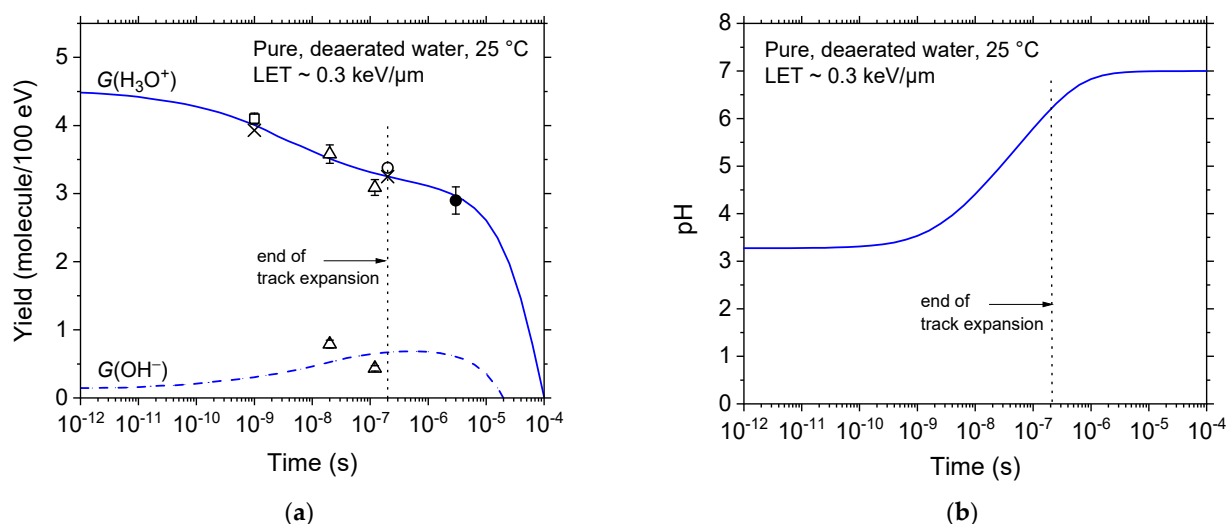 Pure, deaerated water, 25 °C
LET ~ 0.3 keV/μm
G(H₃O⁺)
G(OH⁻)
end of
track expansion
Yield (molecule/100 eV)
5
4
3
2
1
0
10⁻¹² 10⁻¹¹ 10⁻¹⁰ 10⁻⁹ 10⁻⁸ 10⁻⁷ 10⁻⁶ 10⁻⁵ 10⁻⁴
Time (s)
(a)
Pure, deaerated water, 25 °C
LET ~ 0.3 keV/μm
end of
track expansion
pH
8
7
6
5
4
3
2
1
0
10⁻¹² 10⁻¹¹ 10⁻¹⁰ 10⁻⁹ 10⁻⁸ 10⁻⁷ 10⁻⁶ 10⁻⁵ 10⁻⁴
Time (s)
(b)